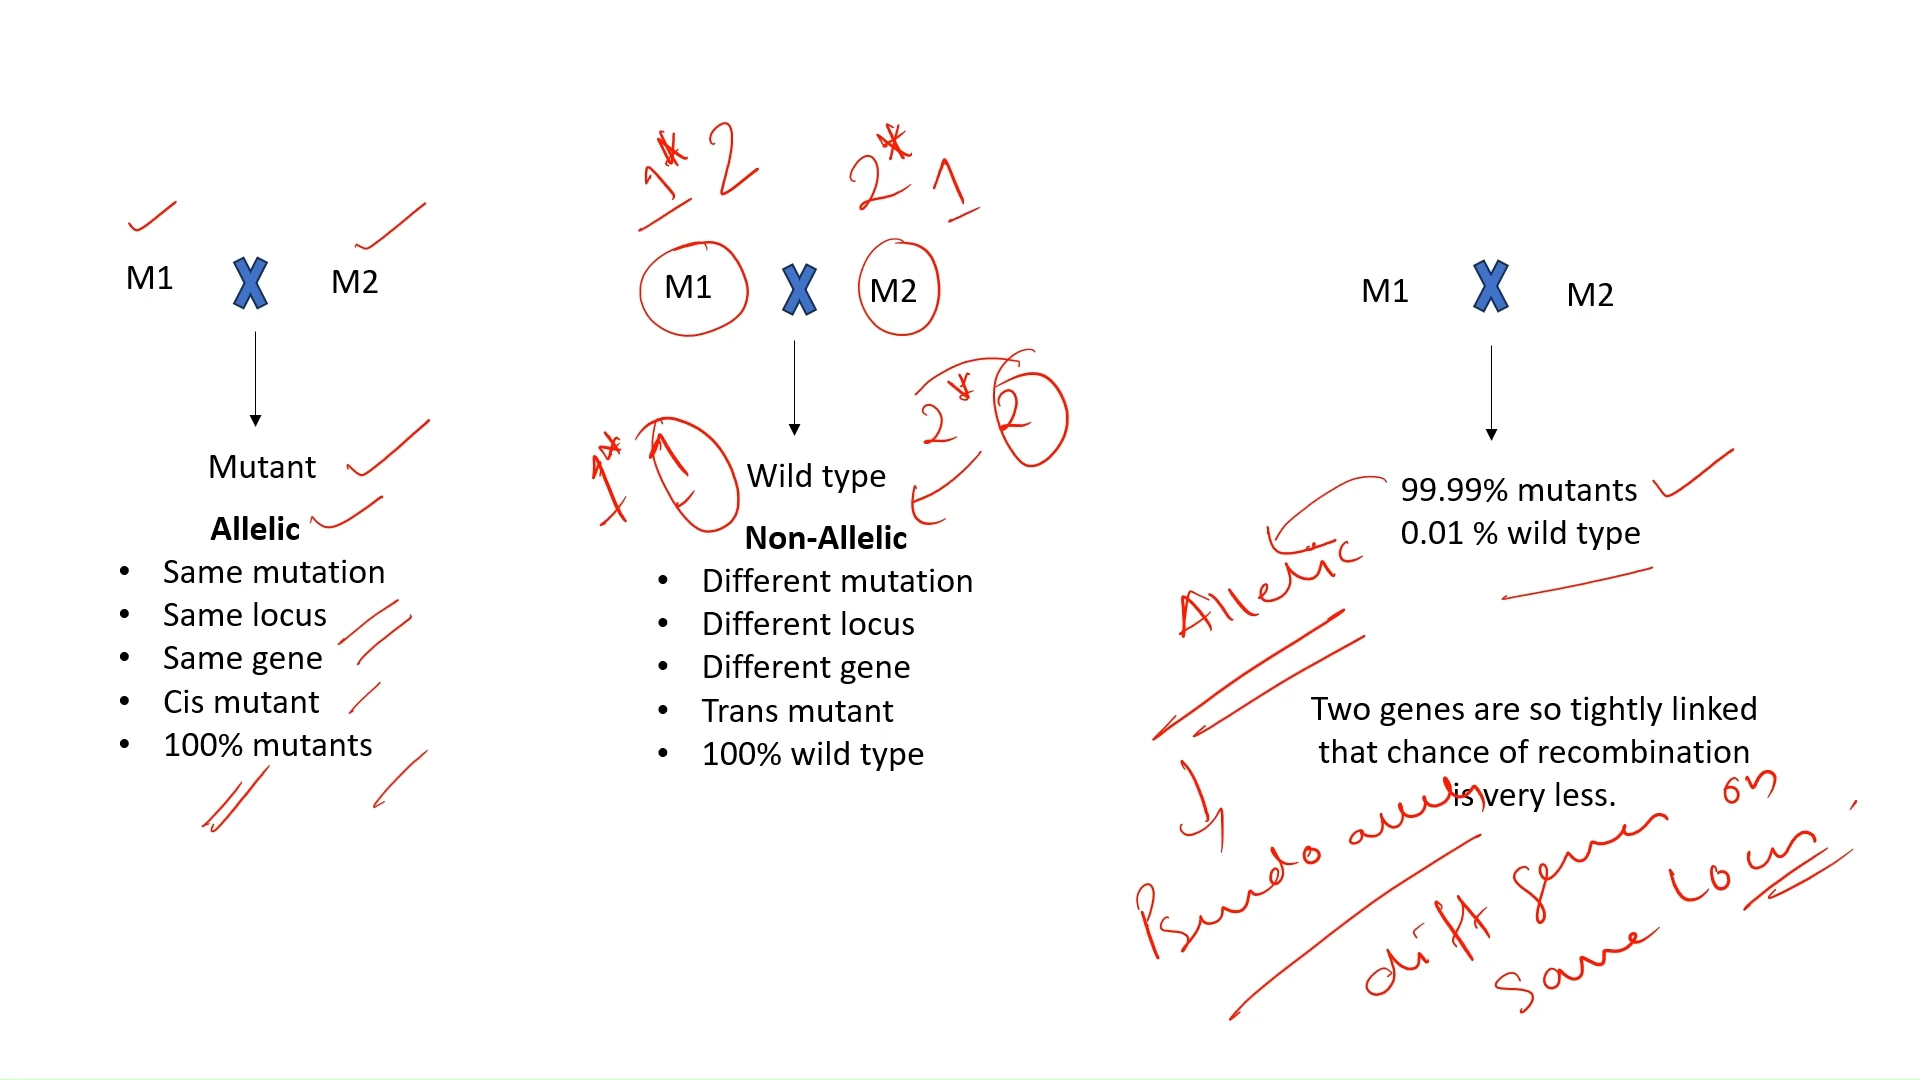 M1 M2
Mutant
Allelic
• Same mutation
• Same locus
• Same gene
• Cis mutant
• 100% mutants
1* 2 2* 1
M1 M2
2* 2
1* 1
Wild type
Non-Allelic
• Different mutation
• Different locus
• Different gene
• Trans mutant
• 100% wild type
M1 M2
99.99% mutants
0.01 % wild type
Allelic
Two genes are so tightly linked
that chance of recombination
is very less.
diff genes on
same locus